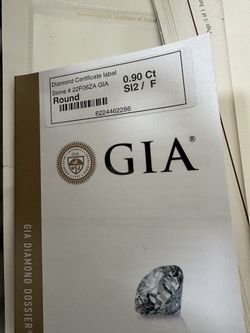 Diamond Certificate label
Stone # 22F06ZA GIA
Round
0.90 Ct
SI2 / F
6224462286
GIA®
GIA DIAMOND DOSSIER